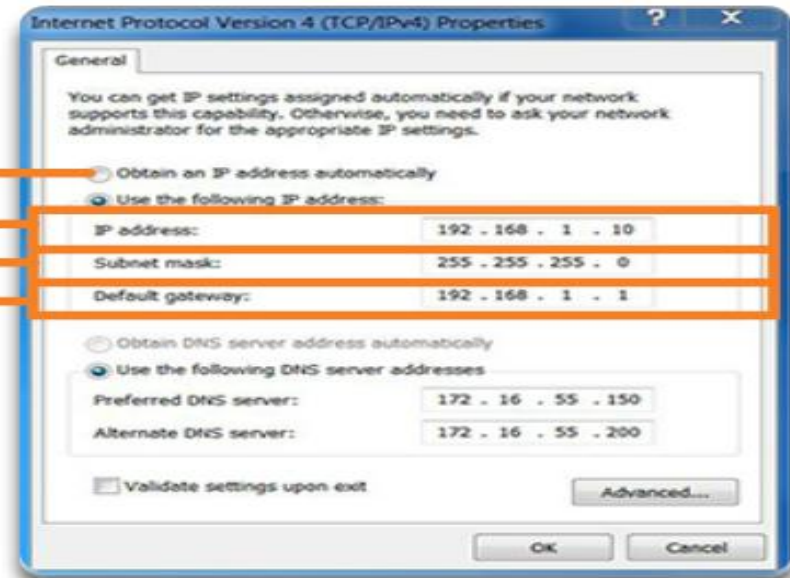 Internet Protocol Version 4 (TCP/IPv4) Properties
General
You can get IP settings assigned automatically if your network
supports this capability. Otherwise, you need to ask your network
administrator for the appropriate IP settings.
Obtain an IP address automatically
Use the following IP address:
IP address: 192 . 168 . 1 . 10
Subnet mask: 255 . 255 . 255 . 0
Default gateway: 192 . 168 . 1 . 1
Obtain DNS server address automatically
Use the following DNS server addresses
Preferred DNS server: 172 . 16 . 55 . 150
Alternate DNS server: 172 . 16 . 55 . 200
Validate settings upon exit
Advanced...
OK Cancel